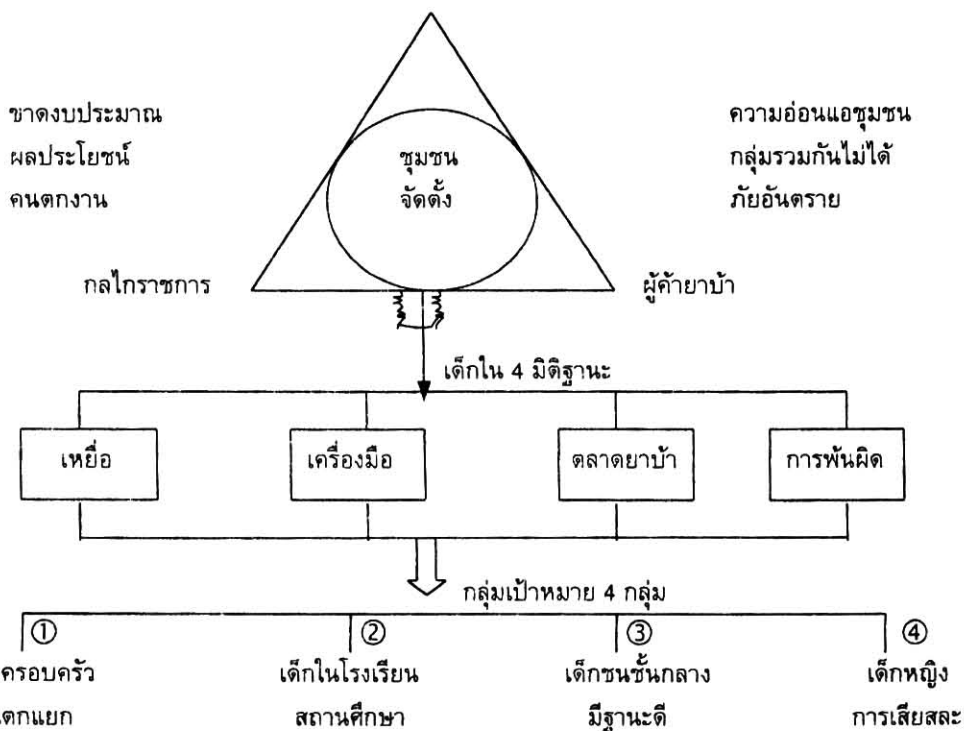 ขาดงบประมาณ
ผลประโยชน์
คนตกงาน
ชุมชน
จัดตั้ง
ความอ่อนแอชุมชน
กลุ่มรวมกันไม่ได้
ภัยอันตราย
กลไกราชการ
ผู้ค้ายาบ้า
เด็กใน 4 มิติฐานะ
เหยื่อ
เครื่องมือ
ตลาดยาบ้า
การพ้นผิด
กลุ่มเป้าหมาย 4 กลุ่ม
①
ครอบครัว
แตกแยก
②
เด็กในโรงเรียน
สถานศึกษา
③
เด็กชนชั้นกลาง
มีฐานะดี
④
เด็กหญิง
การเสียสละ